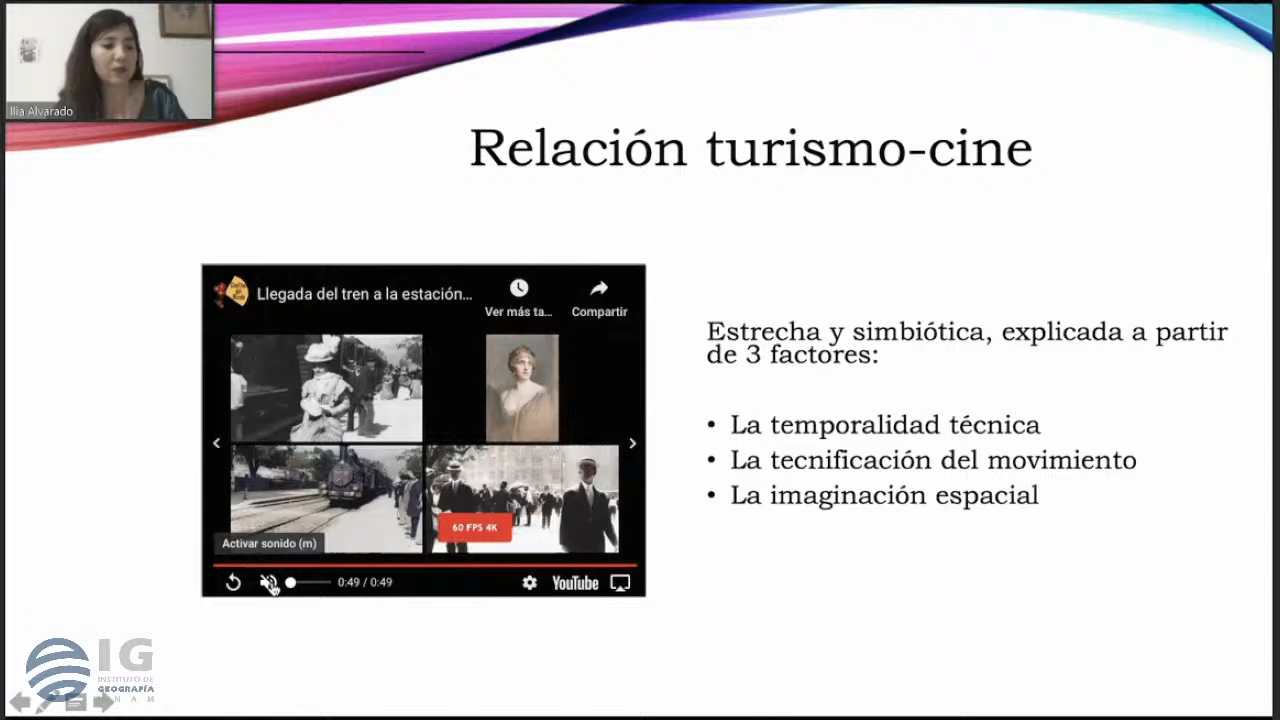 Ilia Alvarado
Relación turismo-cine
Llegada del tren a la estación...
Ver más ta...
Compartir
60 FPS 4K
Activar sonido (m)
0:49 / 0:49
YouTube
Estrecha y simbiótica, explicada a partir
de 3 factores:
• La temporalidad técnica
• La tecnificación del movimiento
• La imaginación espacial
IG
INSTITUTO DE
GEOGRAFÍA
UNAM